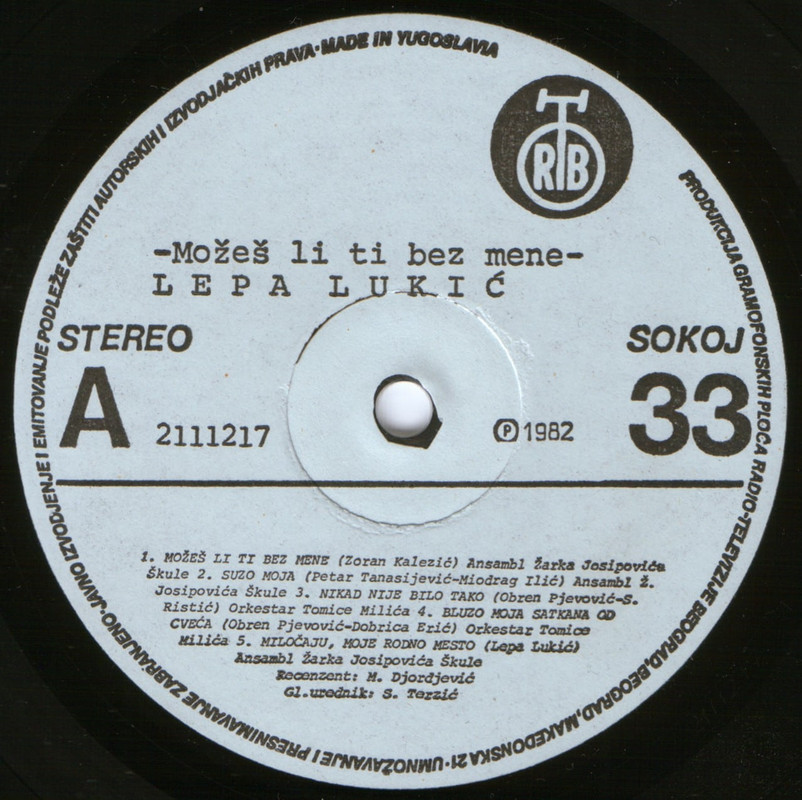 PRODUKCIJA GRAMOFONSKIH PLOČA RADIO-TELEVIZIJE BEOGRAD, BEOGRAD, MAKEDONSKA 21 · UMNOŽAVANJE I PRESNIMAVANJE ZABRANJENO·JAVNO IZVODJENJE I EMITOVANJE PODLEŽE ZAŠTITI AUTORSKIH I IZVODJAČKIH PRAVA·MADE IN YUGOSLAVIA
RTB
-Možeš li ti bez mene-
LEPA LUKIĆ
STEREO SOKOJ
A 2111217 ℗ 1982 33
1. MOŽEŠ LI TI BEZ MENE (Zoran Kalezić) Ansambl Žarka Josipovića
Škule 2. SUZO MOJA (Petar Tanasijević-Miodrag Ilić) Ansambl Ž.
Josipovića Škule 3. NIKAD NIJE BILO TAKO (Obren Pjevović-S.
Ristić) Orkestar Tomice Milića 4. BLUZO MOJA SATKANA OD
CVEĆA (Obren Pjevović-Dobrica Erić) Orkestar Tomice
Milića 5. MILOČAJU, MOJE RODNO MESTO (Lepa Lukić)
Ansambl Žarka Josipovića Škule
Recenzent: M. Djordjević
Gl.urednik: S. Terzić